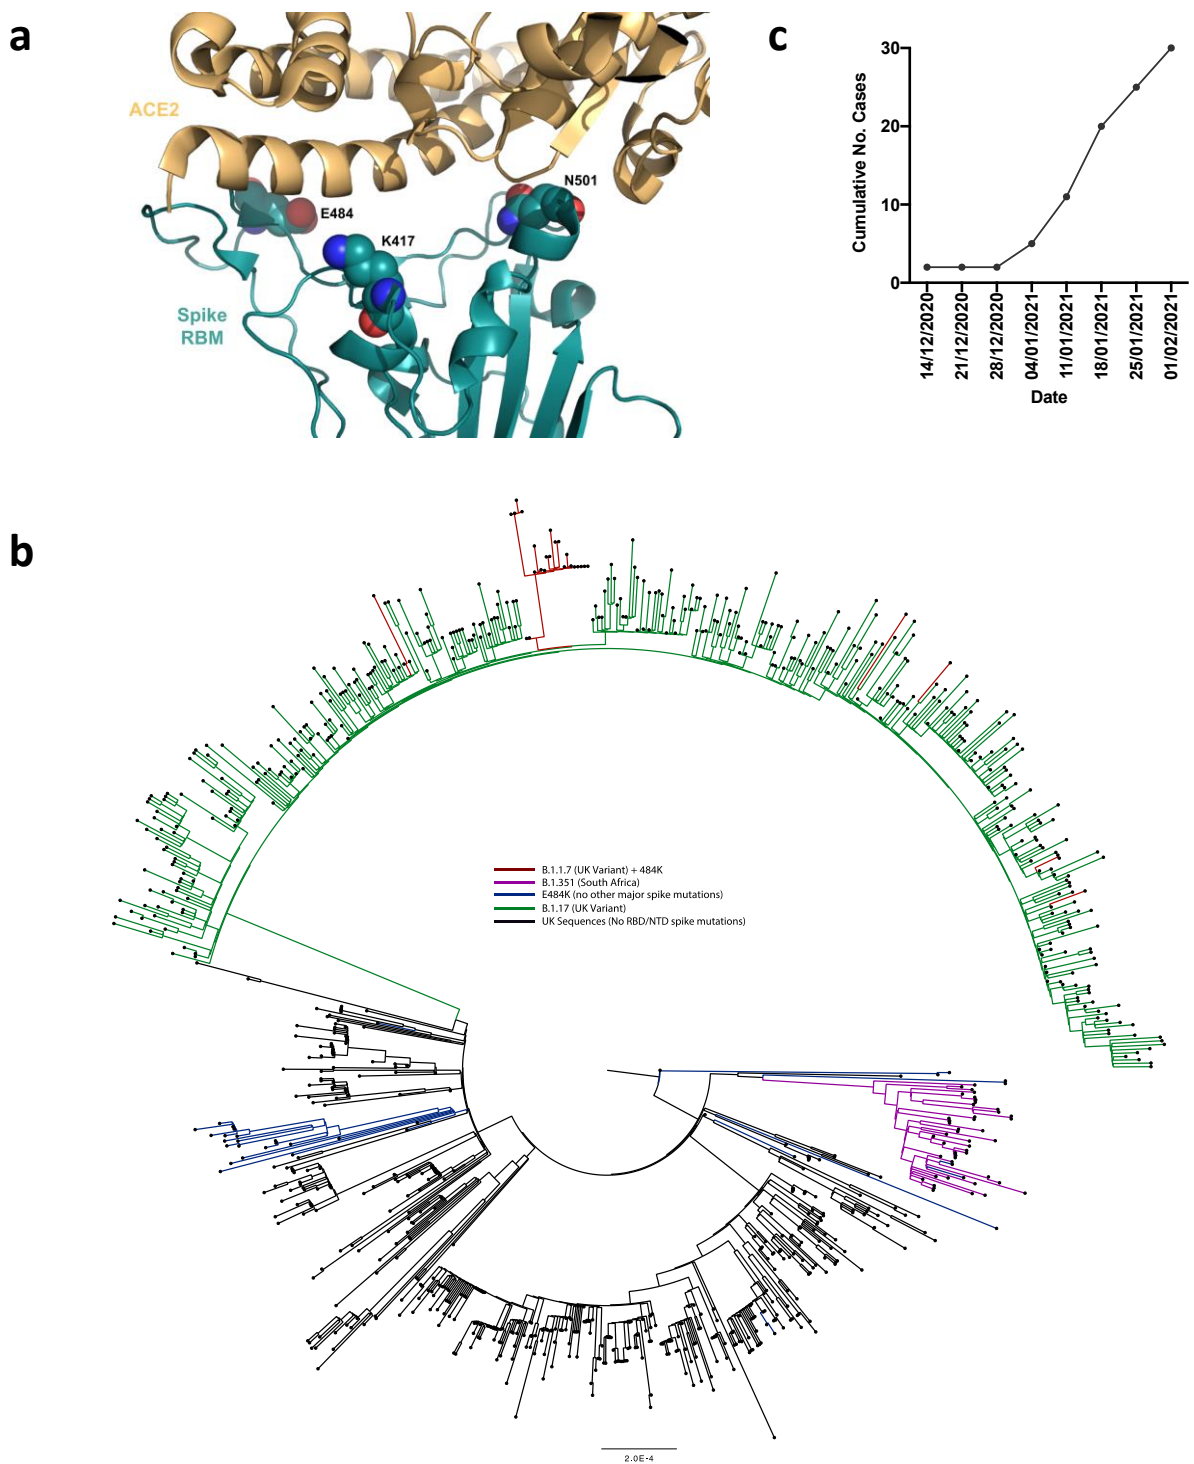 a
ACE2
E484
K417
N501
Spike
RBM
c
Cumulative No. Cases
30
20
10
0
14/12/2020
21/12/2020
28/12/2020
04/01/2021
11/01/2021
18/01/2021
25/01/2021
01/02/2021
Date
b
B.1.1.7 (UK Variant) + 484K
B.1.351 (South Africa)
E484K (no other major spike mutations)
B.1.17 (UK Variant)
UK Sequences (No RBD/NTD spike mutations)
2.0E-4